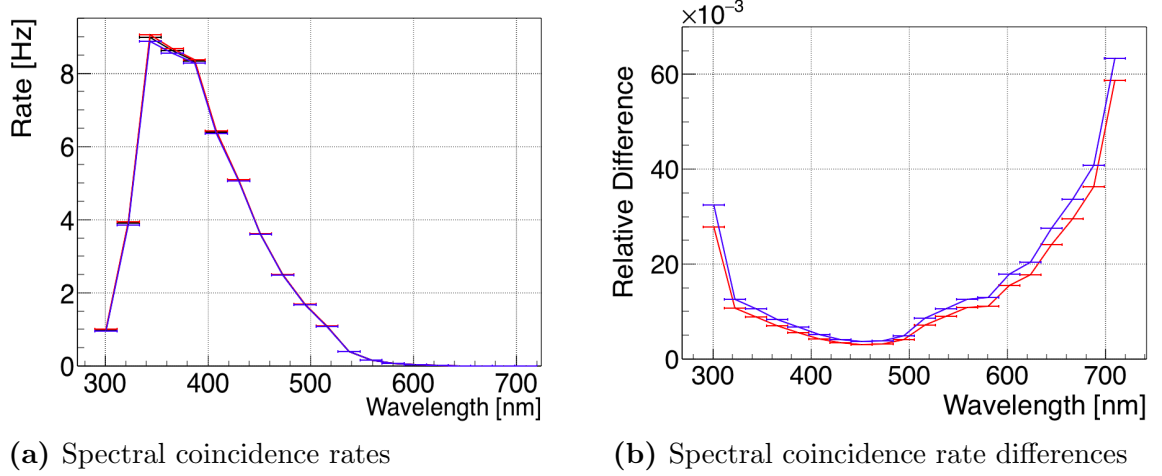 Rate [Hz]
8
6
4
2
0
300 400 500 600 700
Wavelength [nm]
(a) Spectral coincidence rates
×10⁻³
Relative Difference
60
40
20
0
300 400 500 600 700
Wavelength [nm]
(b) Spectral coincidence rate differences